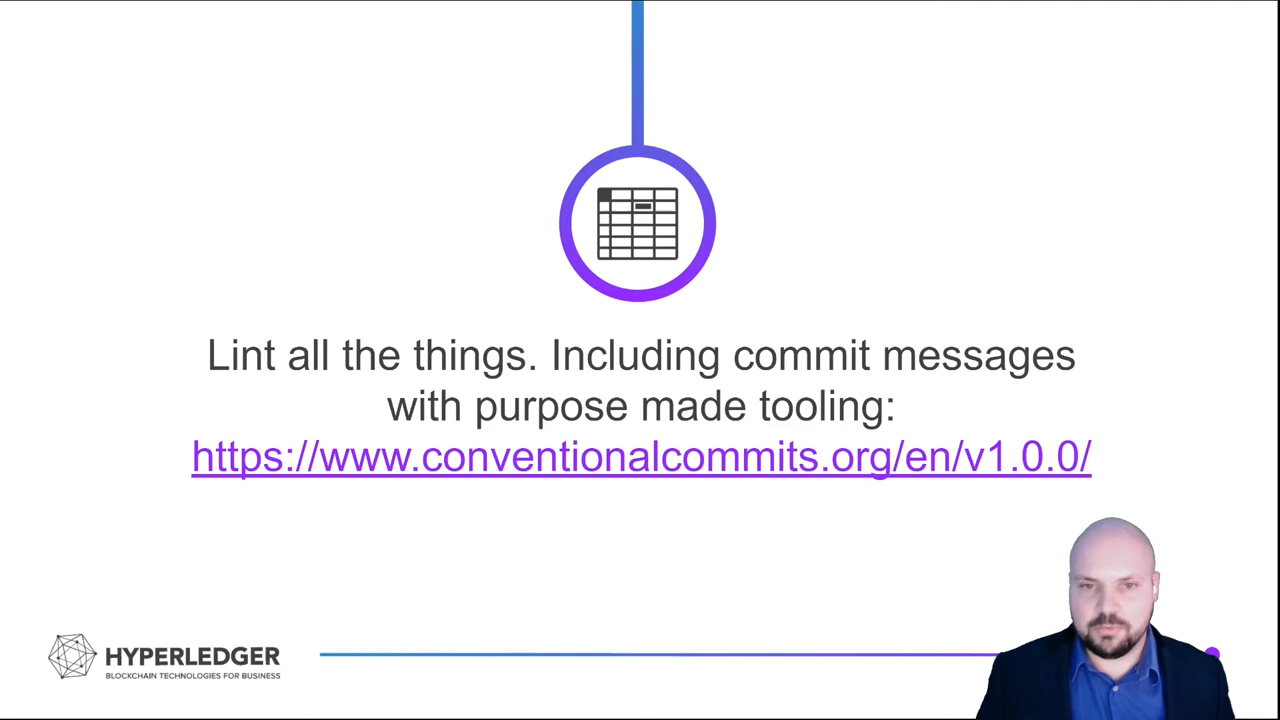 Lint all the things. Including commit messages
with purpose made tooling:
https://www.conventionalcommits.org/en/v1.0.0/
HYPERLEDGER
BLOCKCHAIN TECHNOLOGIES FOR BUSINESS